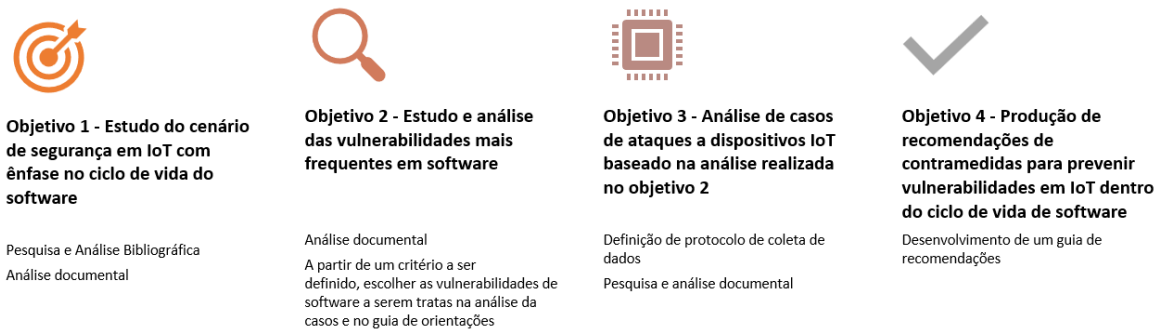 Objetivo 1 - Estudo do cenário
de segurança em IoT com
ênfase no ciclo de vida do
software
Pesquisa e Análise Bibliográfica
Análise documental
Objetivo 2 - Estudo e análise
das vulnerabilidades mais
frequentes em software
Análise documental
A partir de um critério a ser
definido, escolher as vulnerabilidades de
software a serem tratas na análise da
casos e no guia de orientações
Objetivo 3 - Análise de casos
de ataques a dispositivos IoT
baseado na análise realizada
no objetivo 2
Definição de protocolo de coleta de
dados
Pesquisa e análise documental
Objetivo 4 - Produção de
recomendações de
contramedidas para prevenir
vulnerabilidades em IoT dentro
do ciclo de vida de software
Desenvolvimento de um guia de
recomendações